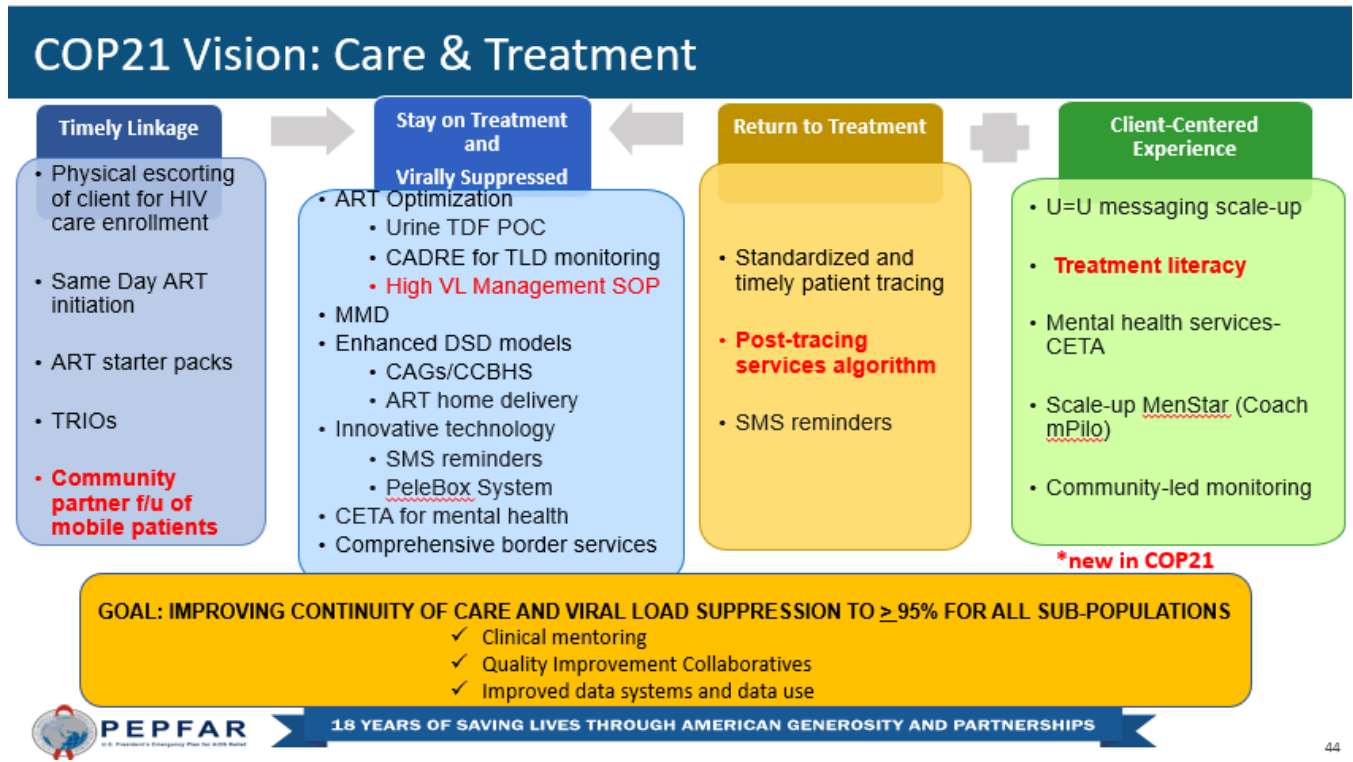 COP21 Vision: Care & Treatment
Timely Linkage
• Physical escorting
of client for HIV
care enrollment
• Same Day ART
initiation
• ART starter packs
• TRIOs
• Community
partner f/u of
mobile patients
Stay on Treatment
and
Virally Suppressed
• ART Optimization
• Urine TDF POC
• CADRE for TLD monitoring
• High VL Management SOP
• MMD
• Enhanced DSD models
• CAGs/CCBHS
• ART home delivery
• Innovative technology
• SMS reminders
• PeleBox System
• CETA for mental health
• Comprehensive border services
Return to Treatment
• Standardized and
timely patient tracing
• Post-tracing
services algorithm
• SMS reminders
Client-Centered
Experience
• U=U messaging scale-up
• Treatment literacy
• Mental health services-
CETA
• Scale-up MenStar (Coach
mPilo)
• Community-led monitoring
*new in COP21
GOAL: IMPROVING CONTINUITY OF CARE AND VIRAL LOAD SUPPRESSION TO ≥ 95% FOR ALL SUB-POPULATIONS
✓ Clinical mentoring
✓ Quality Improvement Collaboratives
✓ Improved data systems and data use
PEPFAR
U.S. President's Emergency Plan for AIDS Relief
18 YEARS OF SAVING LIVES THROUGH AMERICAN GENEROSITY AND PARTNERSHIPS
44